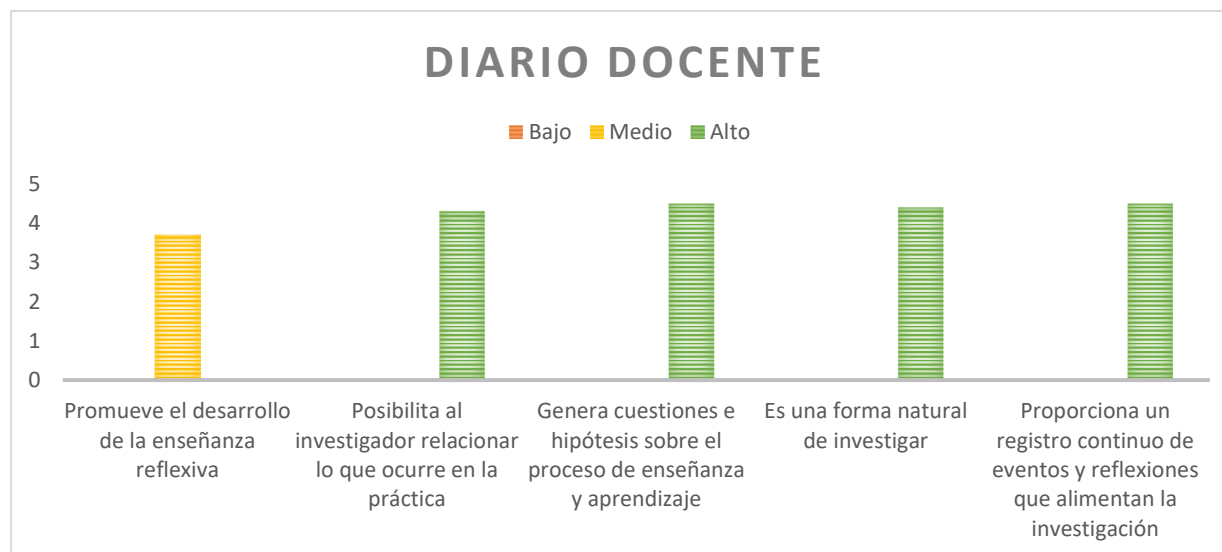 DIARIO DOCENTE
Bajo Medio Alto
5
4
3
2
1
0
Promueve el desarrollo
de la enseñanza
reflexiva
Posibilita al
investigador relacionar
lo que ocurre en la
práctica
Genera cuestiones e
hipótesis sobre el
proceso de enseñanza
y aprendizaje
Es una forma natural
de investigar
Proporciona un
registro continuo de
eventos y reflexiones
que alimentan la
investigación